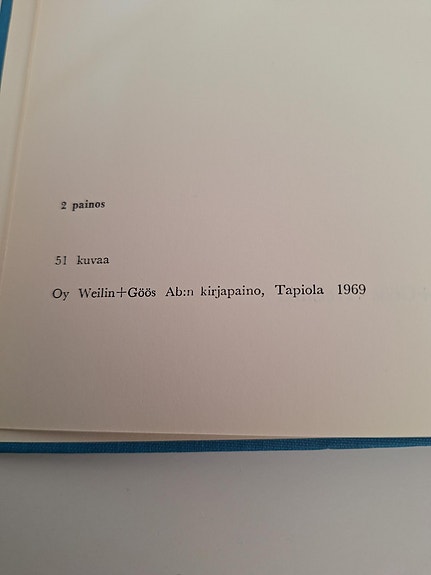 2 painos
51 kuvaa
Oy Weilin+Göös Ab:n kirjapaino, Tapiola 1969